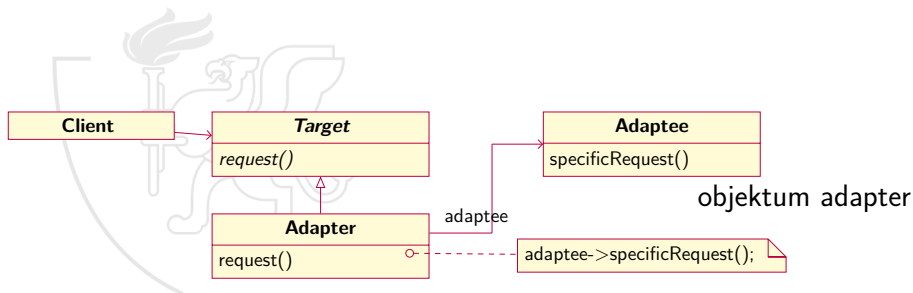 Client
Target
request()
Adaptee
specificRequest()
objektum adapter
adaptee
Adapter
request()
adaptee->specificRequest();